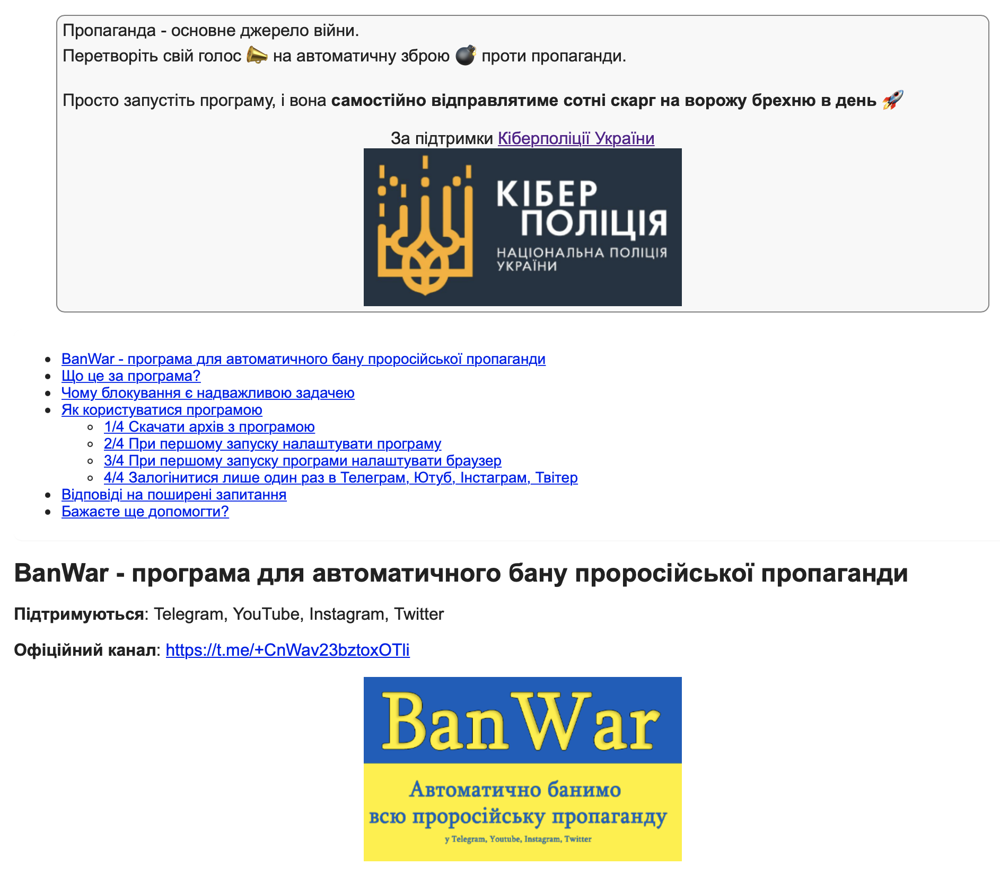 Пропаганда - основне джерело війни.
Перетворіть свій голос 📣 на автоматичну зброю 💣 проти пропаганди.
Просто запустіть програму, і вона самостійно відправлятиме сотні скарг на ворожу брехню в день 🚀
За підтримки Кіберполіції України
КІБЕР
ПОЛІЦІЯ
НАЦІОНАЛЬНА ПОЛІЦІЯ
УКРАЇНИ
BanWar - програма для автоматичного бану проросійської пропаганди
Що це за програма?
Чому блокування є надважливою задачею
Як користуватися програмою
1/4 Скачати архів з програмою
2/4 При першому запуску налаштувати програму
3/4 При першому запуску програми налаштувати браузер
4/4 Залогінитися лише один раз в Телеграм, Ютуб, Інстаграм, Твітер
Відповіді на поширені запитання
Бажаєте ще допомогти?
BanWar - програма для автоматичного бану проросійської пропаганди
Підтримуються: Telegram, YouTube, Instagram, Twitter
Офіційний канал: https://t.me/+CnWav23bztoxOTli
BanWar
Автоматично банимо
всю проросійську пропаганду
у Telegram, Youtube, Instagram, Twitter